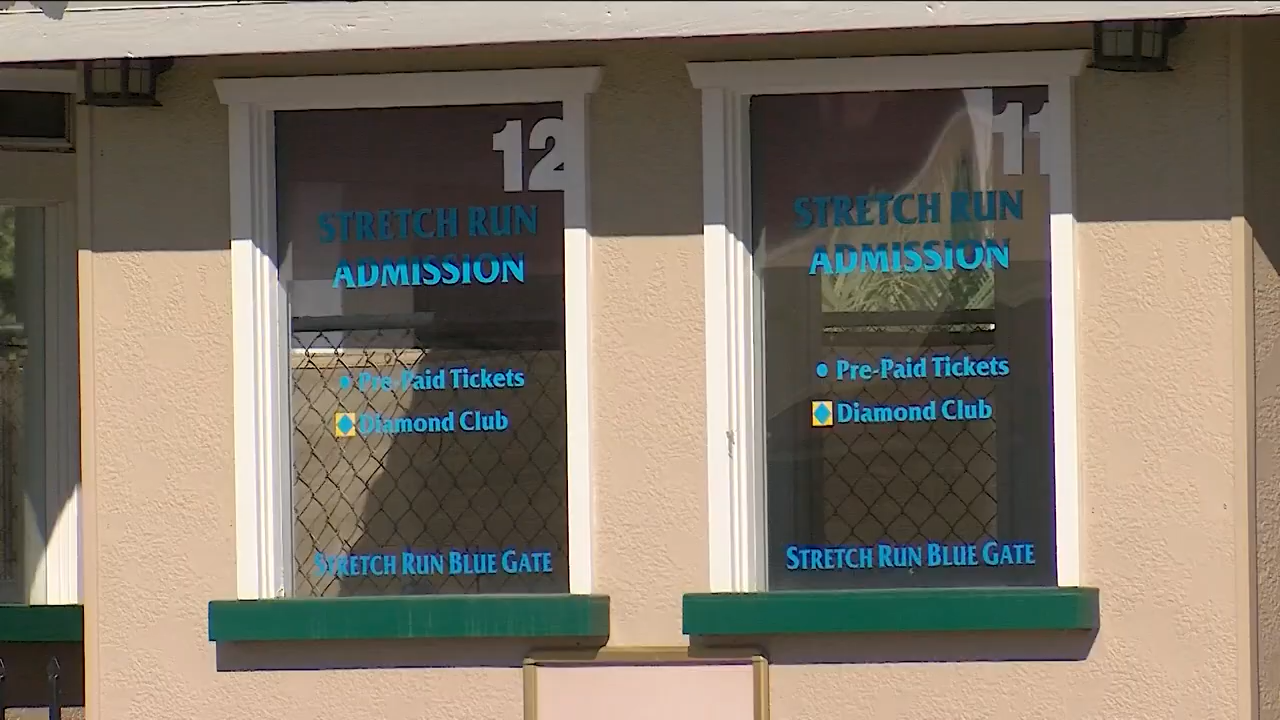 12
STRETCH RUN
ADMISSION
• Pre-Paid Tickets
Diamond Club
STRETCH RUN BLUE GATE
11
STRETCH RUN
ADMISSION
• Pre-Paid Tickets
Diamond Club
STRETCH RUN BLUE GATE